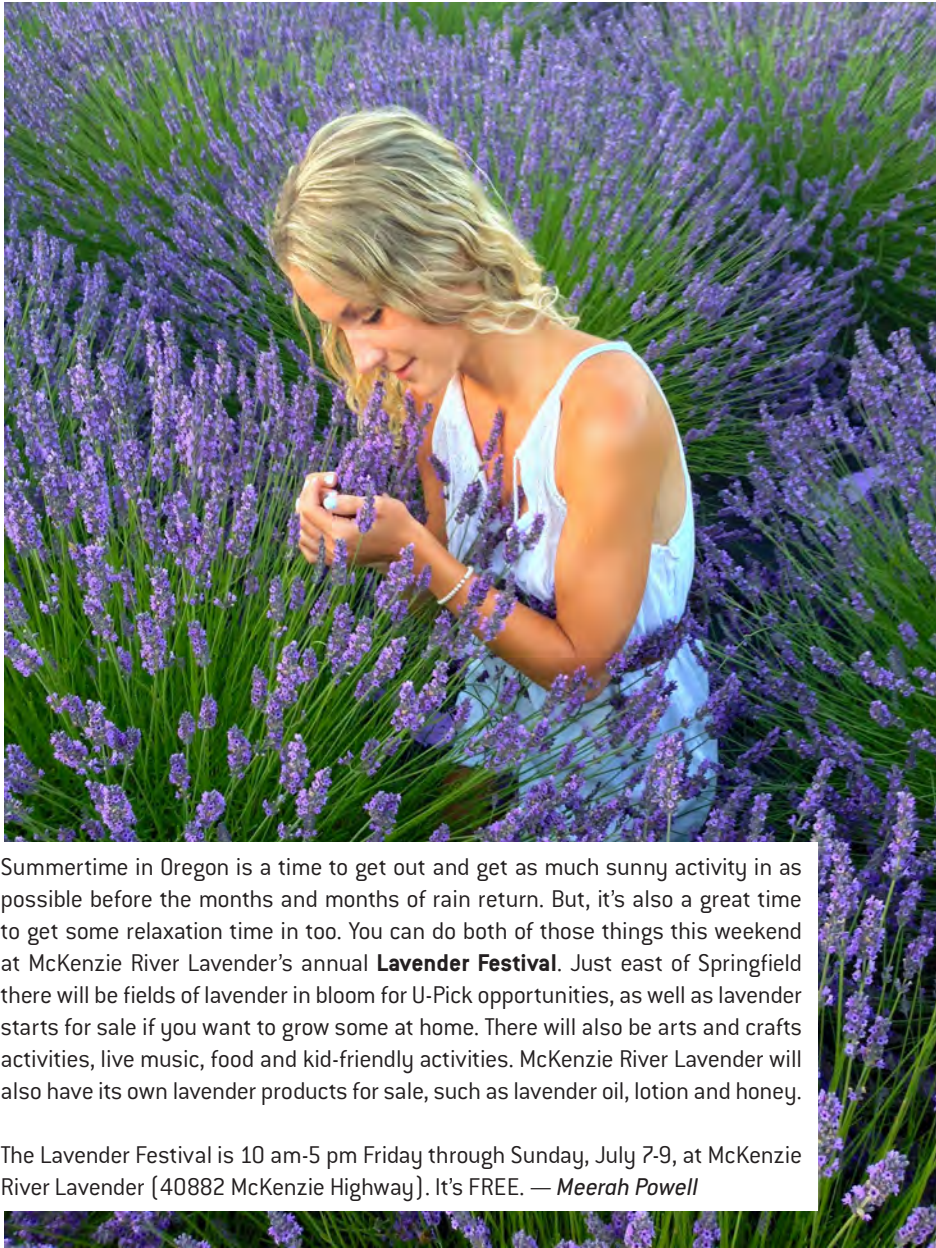 Summertime in Oregon is a time to get out and get as much sunny activity in as
possible before the months and months of rain return. But, it's also a great time
to get some relaxation time in too. You can do both of those things this weekend
at McKenzie River Lavender's annual Lavender Festival. Just east of Springfield
there will be fields of lavender in bloom for U-Pick opportunities, as well as lavender
starts for sale if you want to grow some at home. There will also be arts and crafts
activities, live music, food and kid-friendly activities. McKenzie River Lavender will
also have its own lavender products for sale, such as lavender oil, lotion and honey.
The Lavender Festival is 10 am-5 pm Friday through Sunday, July 7-9, at McKenzie
River Lavender (40882 McKenzie Highway). It's FREE. — Meerah Powell